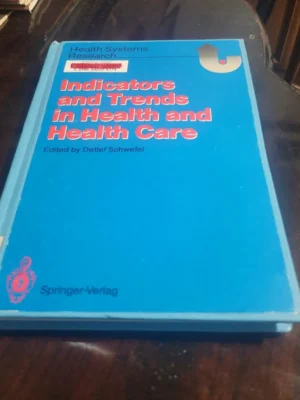 Health Systems
Research
Indicators
and Trends
in Health and
Health Care
Edited by Detlef Schwefel
Springer-Verlag